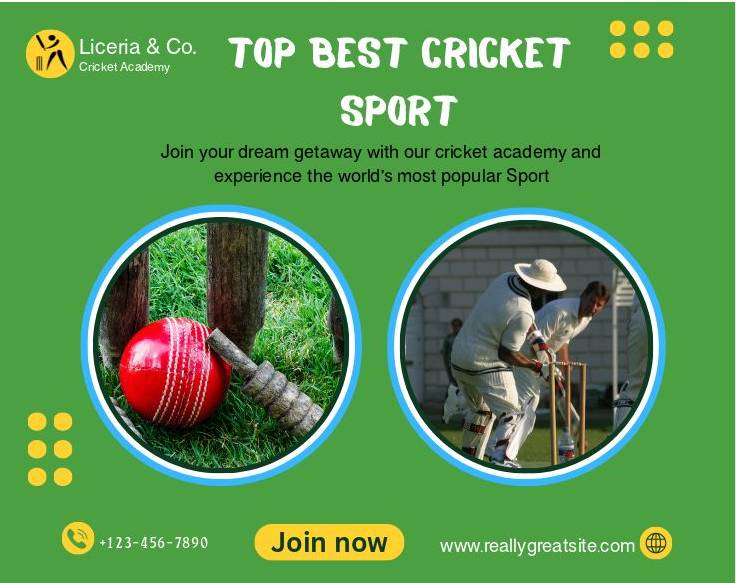 Liceria & Co.
Cricket Academy
TOP BEST CRICKET
SPORT
Join your dream getaway with our cricket academy and
experience the world's most popular Sport
+123-456-7890
Join now
www.reallygreatsite.com